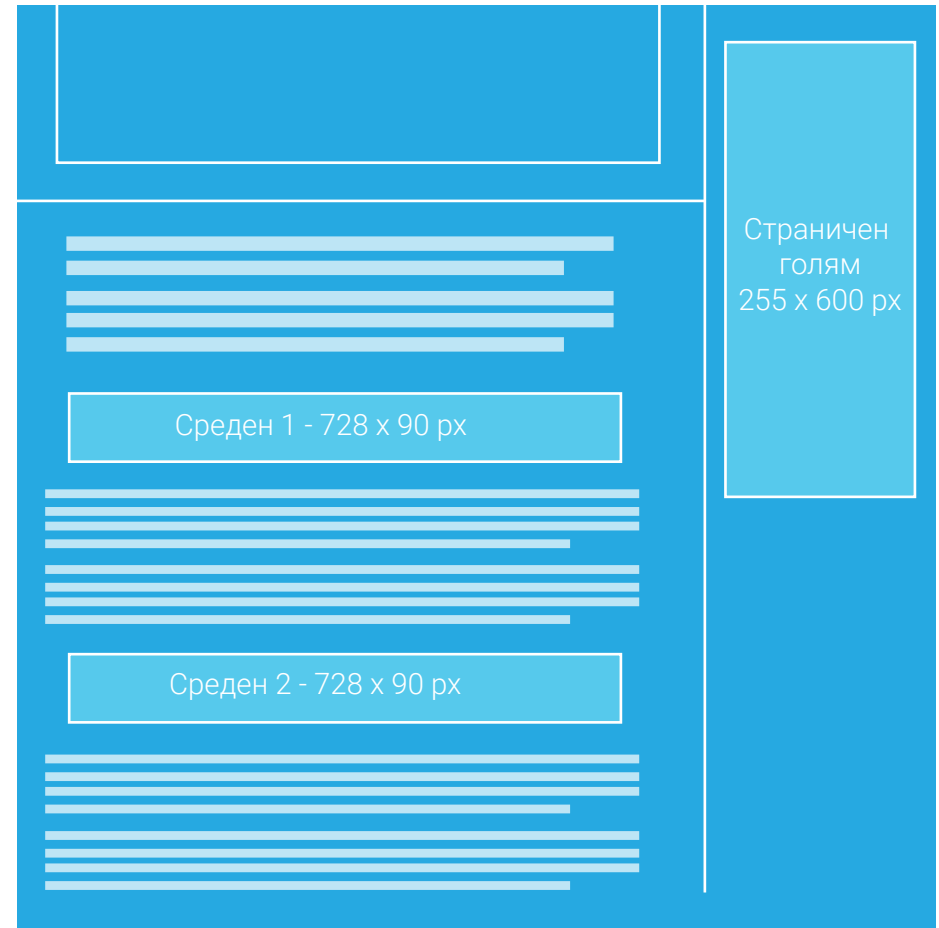 Страничен
голям
255 x 600 px
Среден 1 - 728 x 90 px
Среден 2 - 728 x 90 px